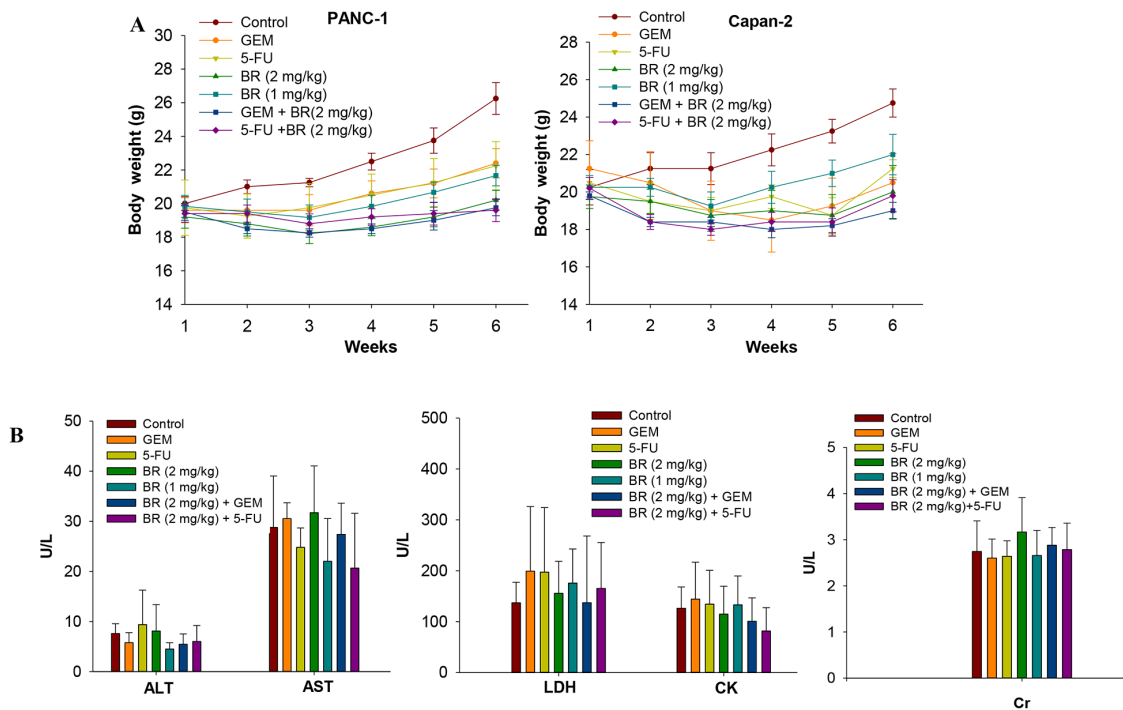 A
PANC-1
Control
GEM
5-FU
BR (2 mg/kg)
BR (1 mg/kg)
GEM + BR(2 mg/kg)
5-FU +BR (2 mg/kg)
Body weight (g)
30
28
26
24
22
20
18
16
14
1 2 3 4 5 6
Weeks
Capan-2
Control
GEM
5-FU
BR (2 mg/kg)
BR (1 mg/kg)
GEM + BR (2 mg/kg)
5-FU + BR (2 mg/kg)
Body weight (g)
28
26
24
22
20
18
16
14
1 2 3 4 5 6
Weeks
B
Control
GEM
5-FU
BR (2 mg/kg)
BR (1 mg/kg)
BR (2 mg/kg) + GEM
BR (2 mg/kg) + 5-FU
U/L
50
40
30
20
10
0
ALT AST
Control
GEM
5-FU
BR (2 mg/kg)
BR (1 mg/kg)
BR (2 mg/kg) + GEM
BR (2 mg/kg) + 5-FU
U/L
500
400
300
200
100
0
LDH CK
Control
GEM
5-FU
BR (2 mg/kg)
BR (1 mg/kg)
BR (2 mg/kg) + GEM
BR (2 mg/kg)+5-FU
U/L
5
4
3
2
1
0
Cr